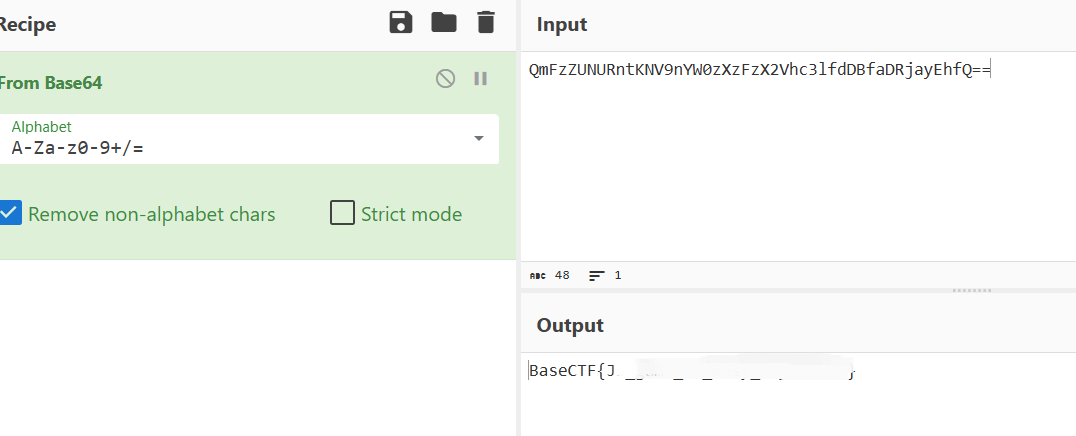 Recipe
From Base64
Alphabet
A-Za-z0-9+/=
Remove non-alphabet chars
Strict mode
Input
QmFzZUNURntKNV9nYW0zXzFzX2Vhc3lfdDBfaDRjayEhfQ==
ABC 48
1
Output
BaseCTF{J
}